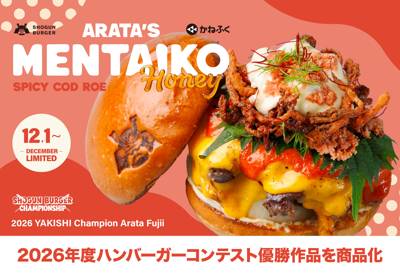 SHOGUN BURGER
かねふく
ARATA'S
MENTAIKO
Honey
SPICY COD ROE
12.1~
DECEMBER
LIMITED
SHOGUN BURGER
CHAMPIONSHIP
2026 YAKISHI Champion Arata Fujii
2026年度ハンバーガーコンテスト優勝作品を商品化